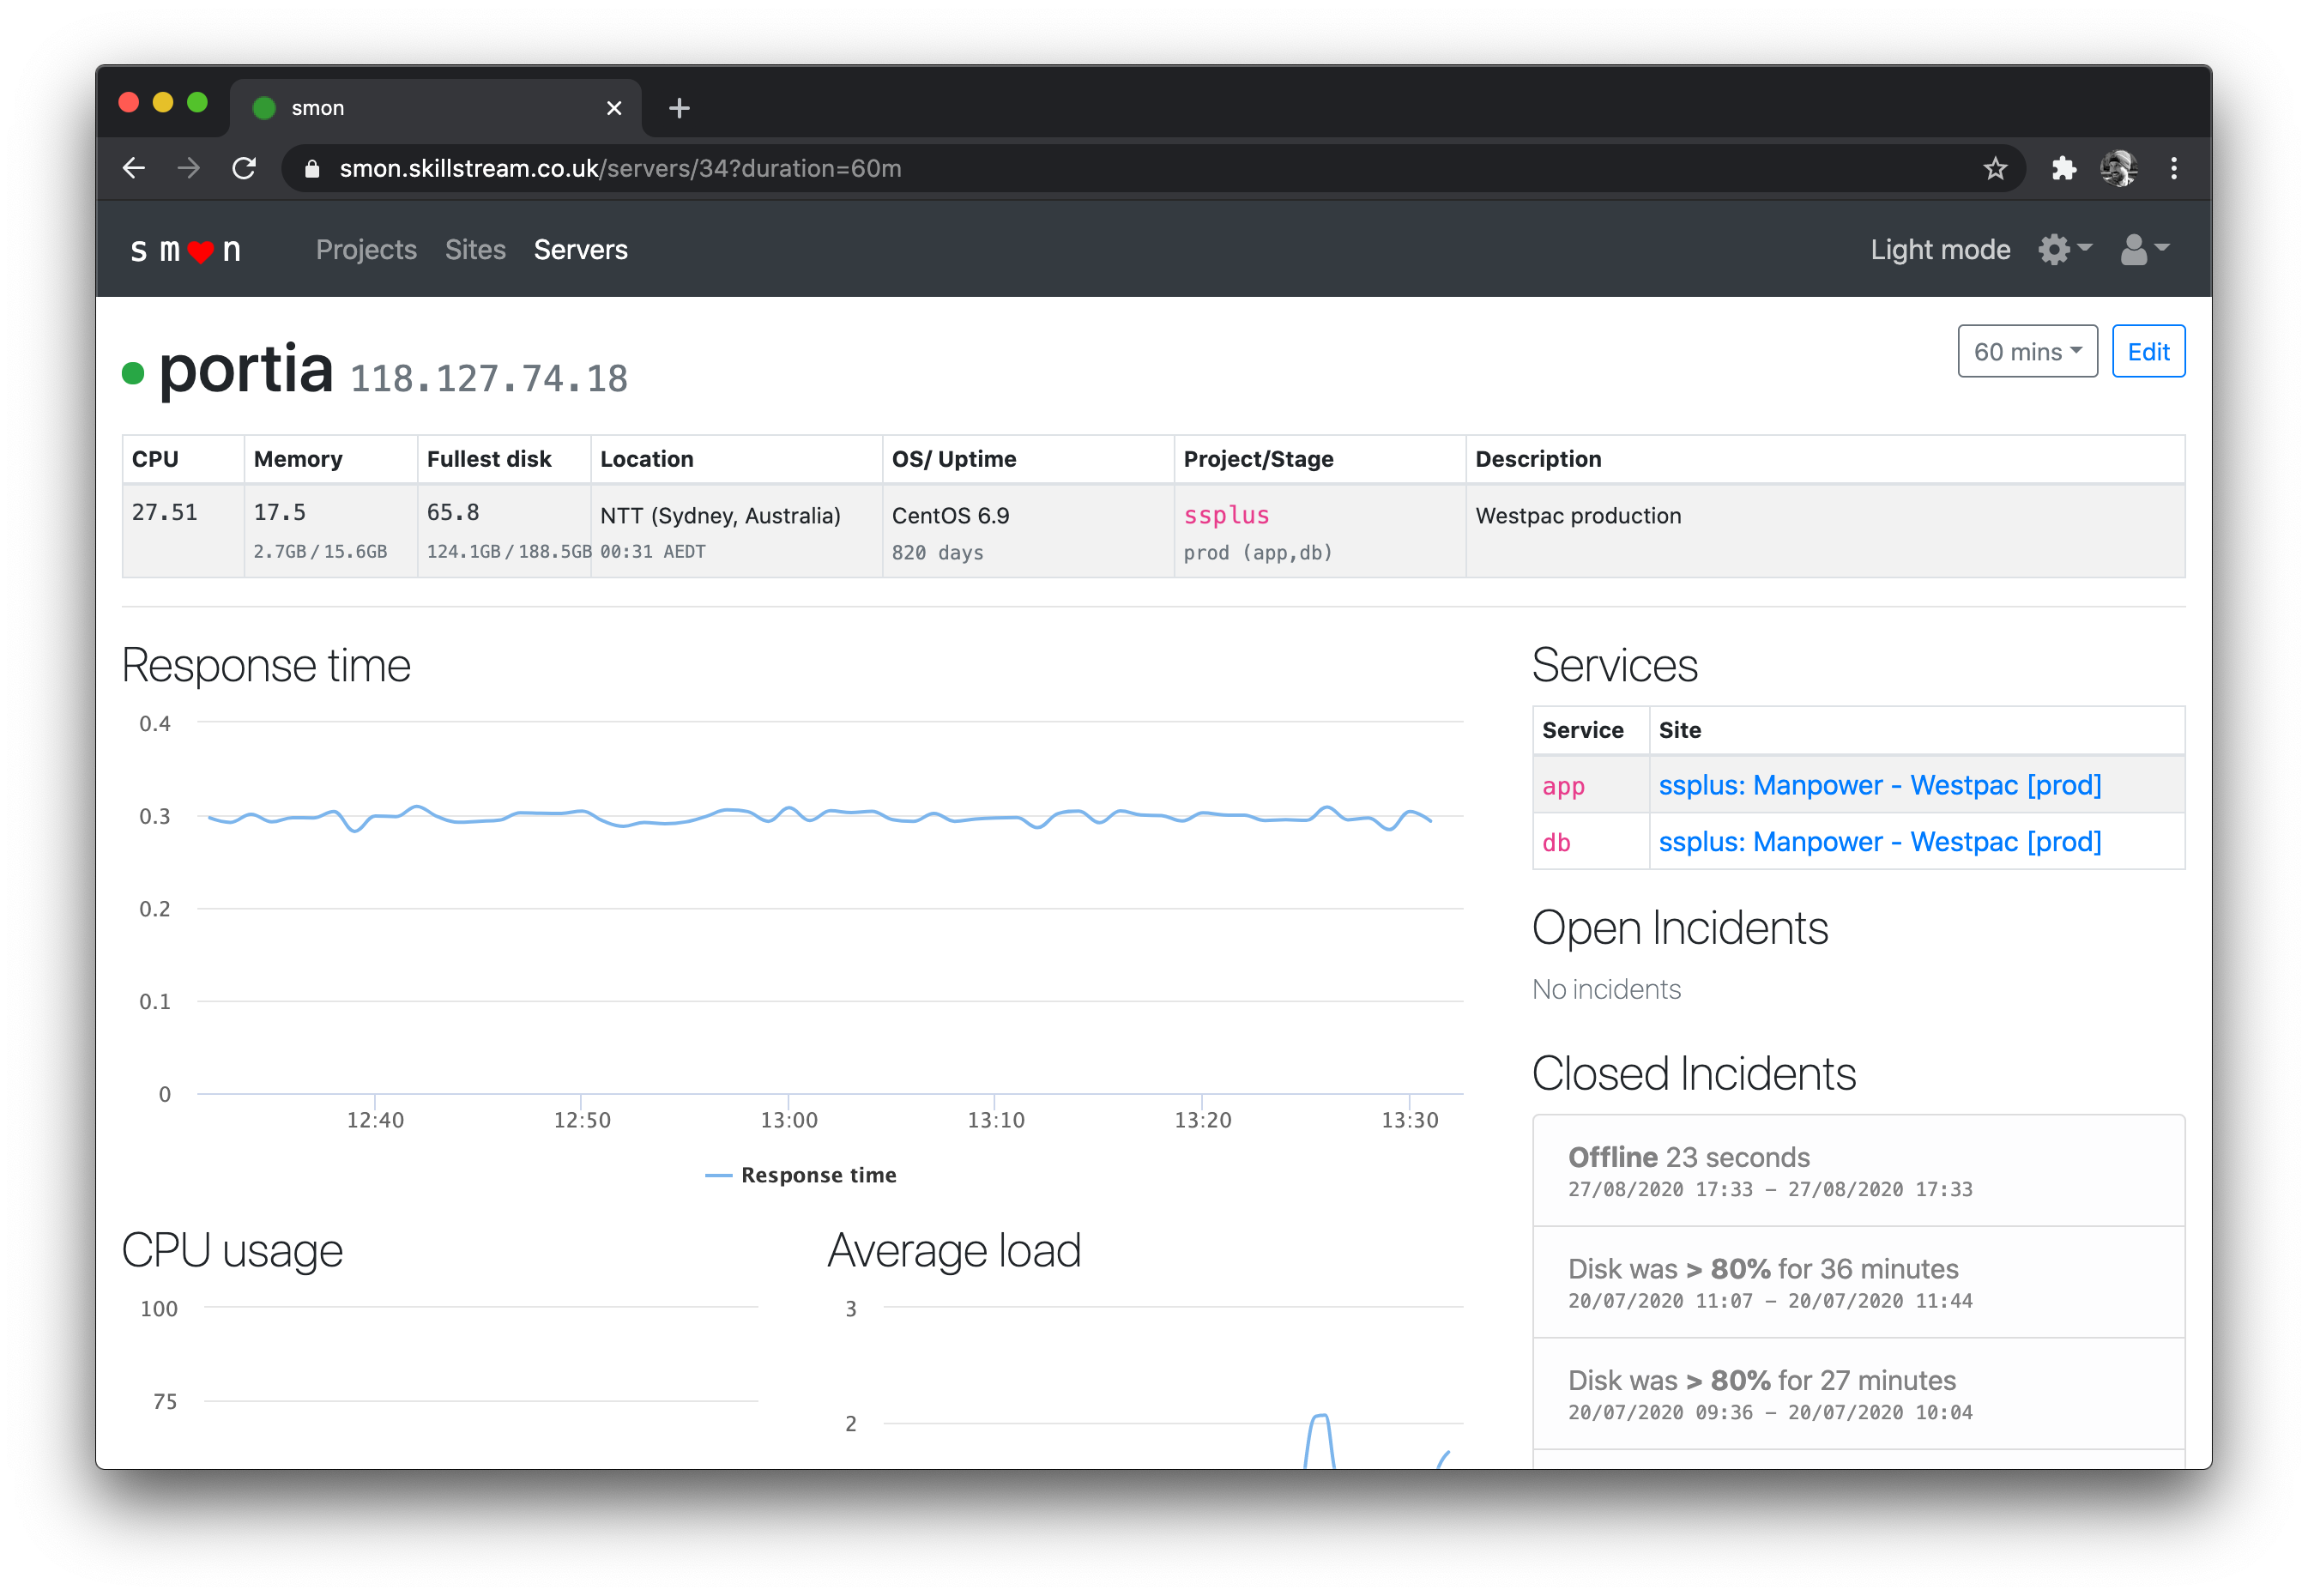 smon
smon.skillstream.co.uk/servers/34?duration=60m
s m n
Projects Sites Servers
Light mode
portia 118.127.74.18
60 mins
Edit
CPU Memory Fullest disk Location OS/ Uptime Project/Stage Description
27.51 17.5 65.8 NTT (Sydney, Australia) CentOS 6.9 ssplus Westpac production
2.7GB / 15.6GB 124.1GB / 188.5GB 00:31 AEDT 820 days prod (app,db)
Response time
0.4
0.3
0.2
0.1
0
12:40 12:50 13:00 13:10 13:20 13:30
Response time
CPU usage
100
75
Average load
3
2
Services
Service Site
app ssplus: Manpower - Westpac [prod]
db ssplus: Manpower - Westpac [prod]
Open Incidents
No incidents
Closed Incidents
Offline 23 seconds
27/08/2020 17:33 – 27/08/2020 17:33
Disk was > 80% for 36 minutes
20/07/2020 11:07 – 20/07/2020 11:44
Disk was > 80% for 27 minutes
20/07/2020 09:36 – 20/07/2020 10:04